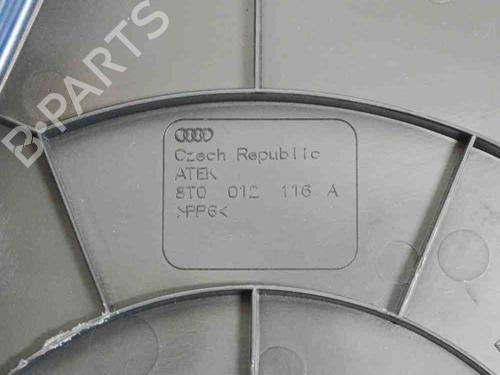 B-PARTS
Czech Republic
ATEK
8T0 012 116 A
>PP6<